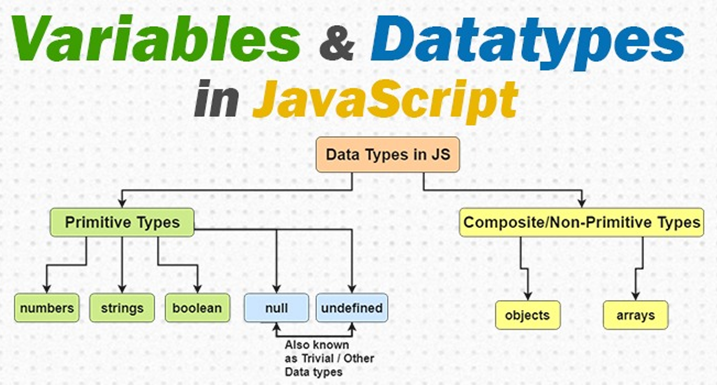 Variables & Datatypes
in JavaScript
Data Types in JS
Primitive Types
Composite/Non-Primitive Types
numbers
strings
boolean
null
undefined
objects
arrays
Also known
as Trivial / Other
Data types